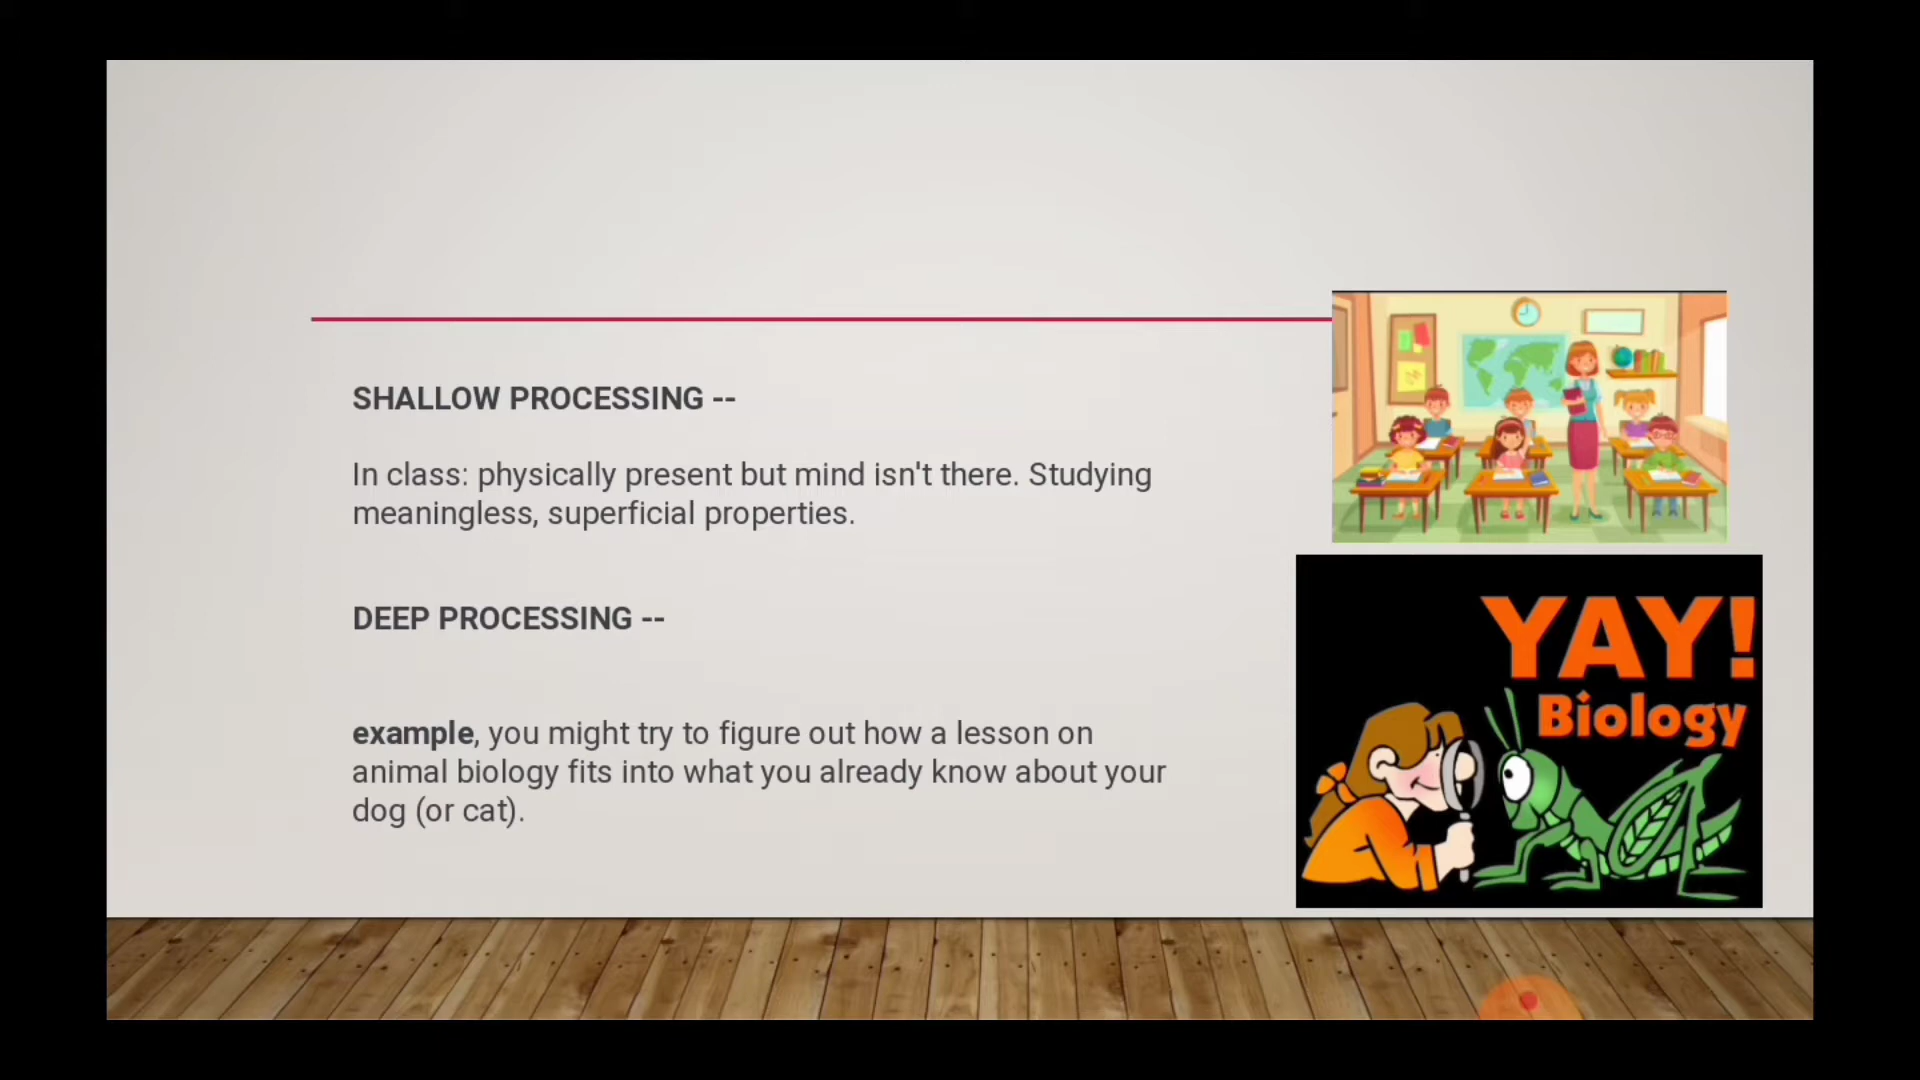 SHALLOW PROCESSING --
In class: physically present but mind isn't there. Studying
meaningless, superficial properties.
DEEP PROCESSING --
example, you might try to figure out how a lesson on
animal biology fits into what you already know about your
dog (or cat).
YAY!
Biology